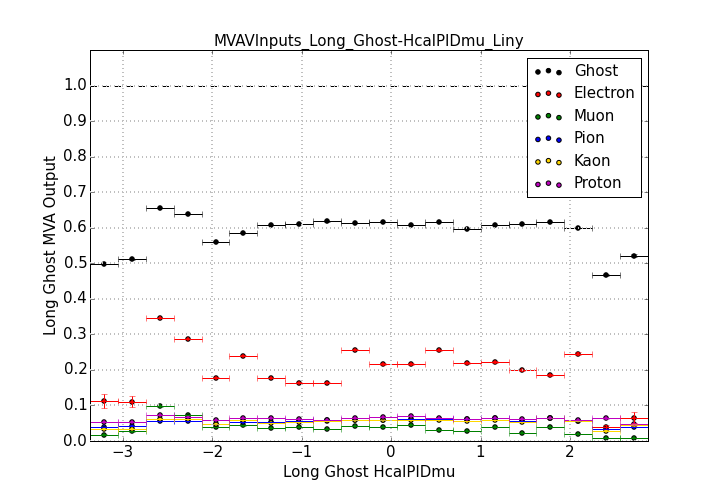 MVAVInputs_Long_Ghost-HcalPIDmu_Liny
Ghost
Electron
Muon
Pion
Kaon
Proton
1.0
0.9
0.8
0.7
0.6
0.5
0.4
0.3
0.2
0.1
0.0
Long Ghost MVA Output
−3 −2 −1 0 1 2
Long Ghost HcalPIDmu